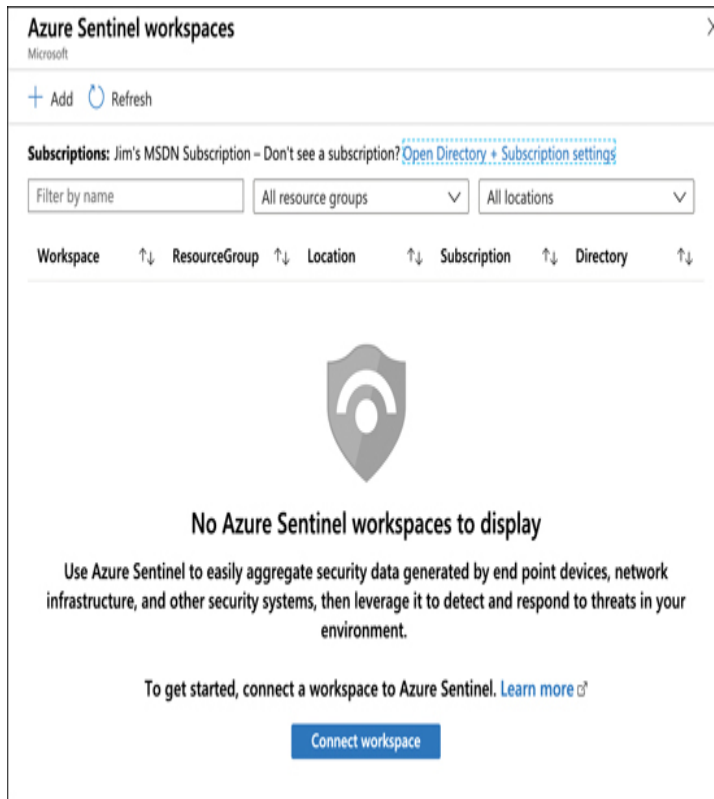 Azure Sentinel workspaces
Microsoft
Add Refresh
Subscriptions: Jim's MSDN Subscription – Don't see a subscription? Open Directory + Subscription settings
Filter by name All resource groups All locations
Workspace ResourceGroup Location Subscription Directory
No Azure Sentinel workspaces to display
Use Azure Sentinel to easily aggregate security data generated by end point devices, network
infrastructure, and other security systems, then leverage it to detect and respond to threats in your
environment.
To get started, connect a workspace to Azure Sentinel. Learn more
Connect workspace